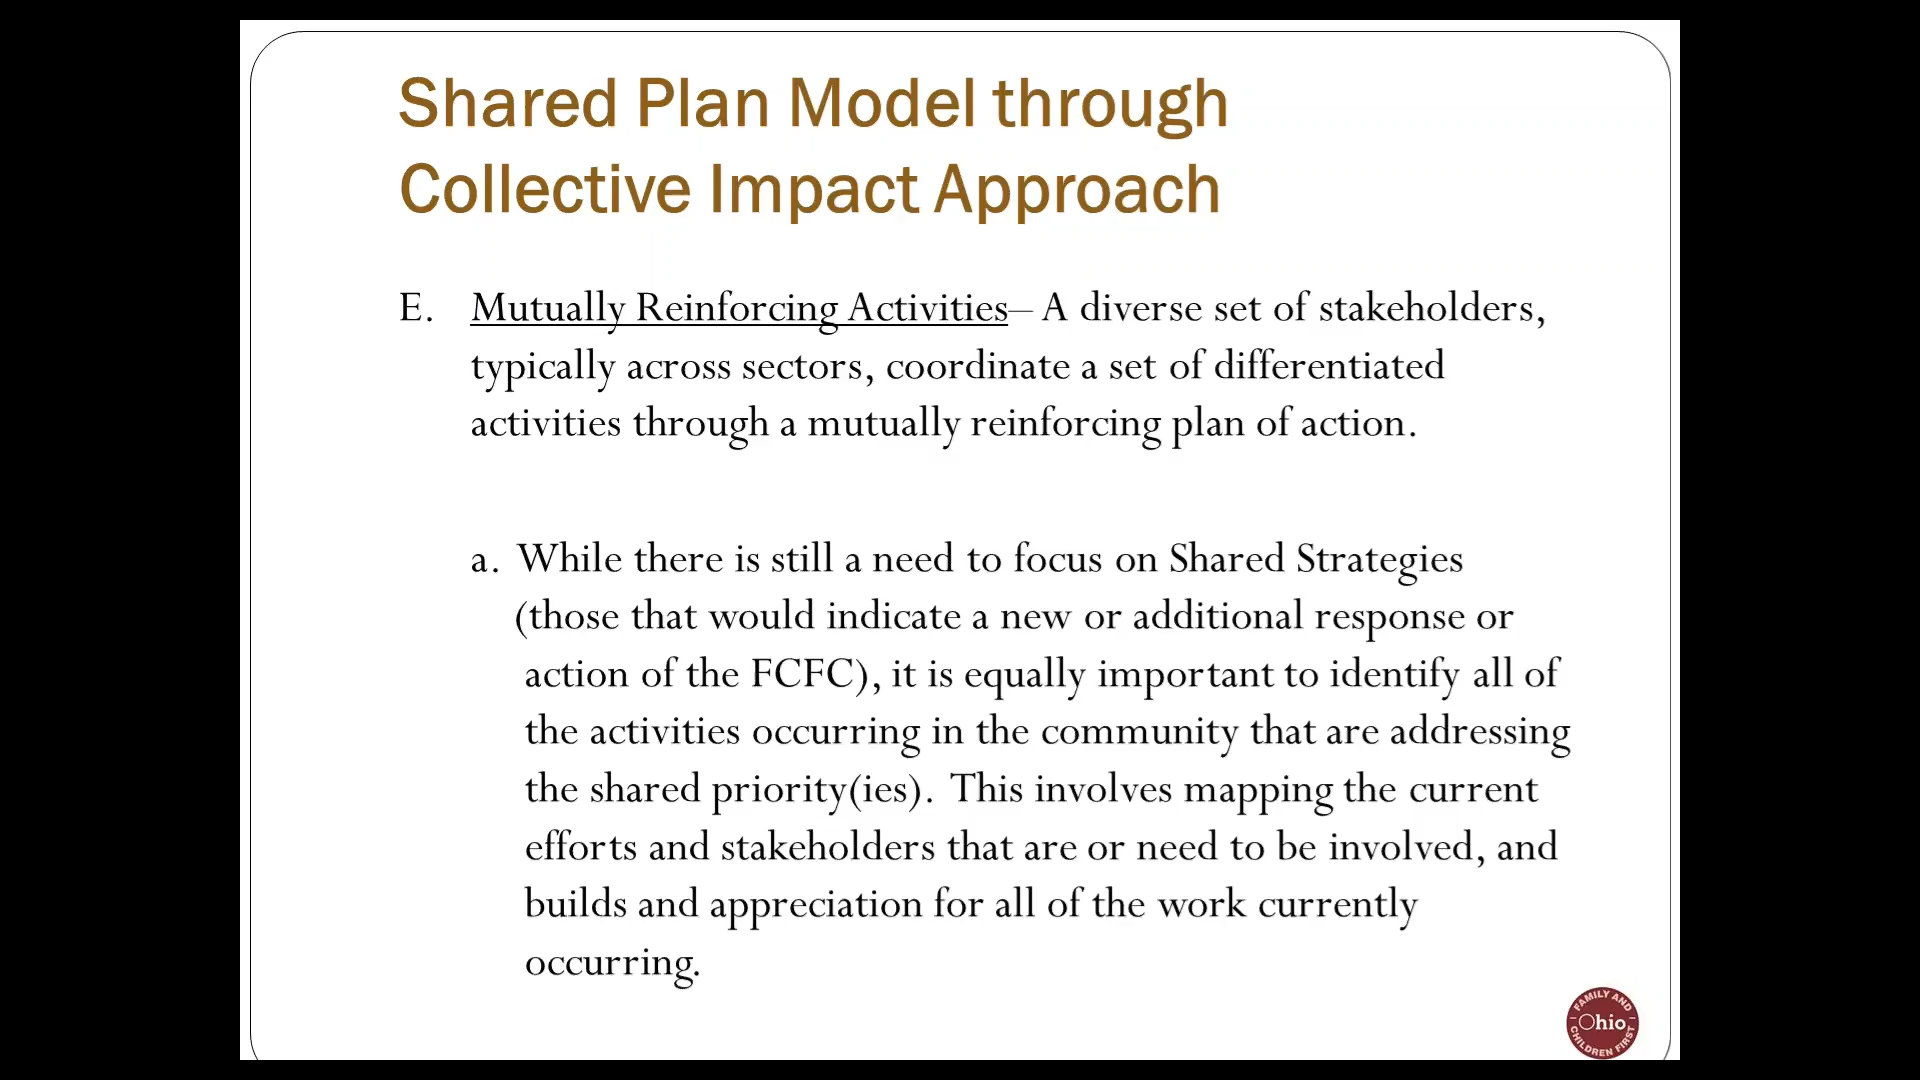 Shared Plan Model through
Collective Impact Approach
E. Mutually Reinforcing Activities– A diverse set of stakeholders,
typically across sectors, coordinate a set of differentiated
activities through a mutually reinforcing plan of action.
a. While there is still a need to focus on Shared Strategies
(those that would indicate a new or additional response or
action of the FCFC), it is equally important to identify all of
the activities occurring in the community that are addressing
the shared priority(ies). This involves mapping the current
efforts and stakeholders that are or need to be involved, and
builds and appreciation for all of the work currently
occurring.
FAMILY AND
Ohio
CHILDREN FIRST